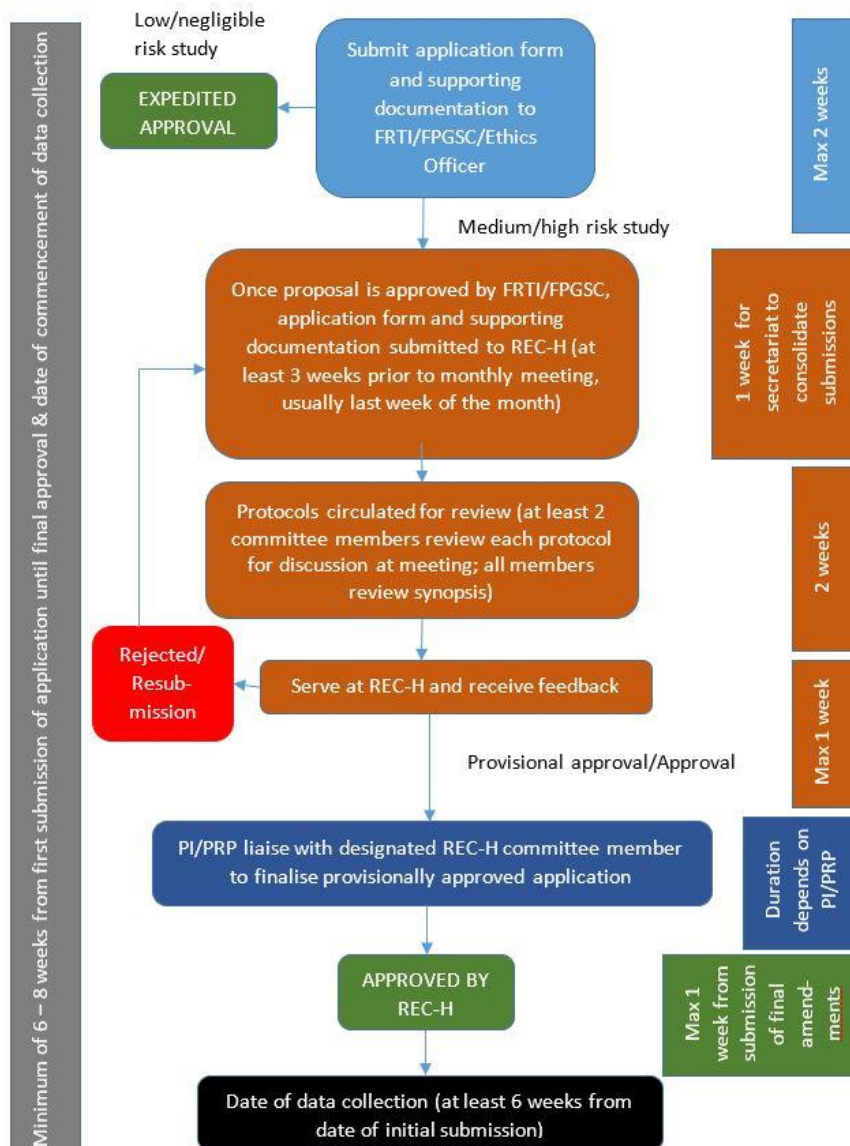 Minimum of 6 – 8 weeks from first submission of application until final approval & date of commencement of data collection
Low/negligible
risk study
EXPEDITED
APPROVAL
Submit application form
and supporting
documentation to
FRTI/FPGSC/Ethics
Officer
Max 2 weeks
Medium/high risk study
Once proposal is approved by FRTI/FPGSC,
application form and supporting
documentation submitted to REC-H (at
least 3 weeks prior to monthly meeting,
usually last week of the month)
1 week for
secretariat to
consolidate
submissions
Protocols circulated for review (at least 2
committee members review each protocol
for discussion at meeting; all members
review synopsis)
2 weeks
Rejected/
Resub-
mission
Serve at REC-H and receive feedback
Max 1 week
Provisional approval/Approval
PI/PRP liaise with designated REC-H committee member
to finalise provisionally approved application
Duration
depends on
PI/PRP
APPROVED BY
REC-H
Max 1
week from
submission
of final
amend-
ments
Date of data collection (at least 6 weeks from
date of initial submission)